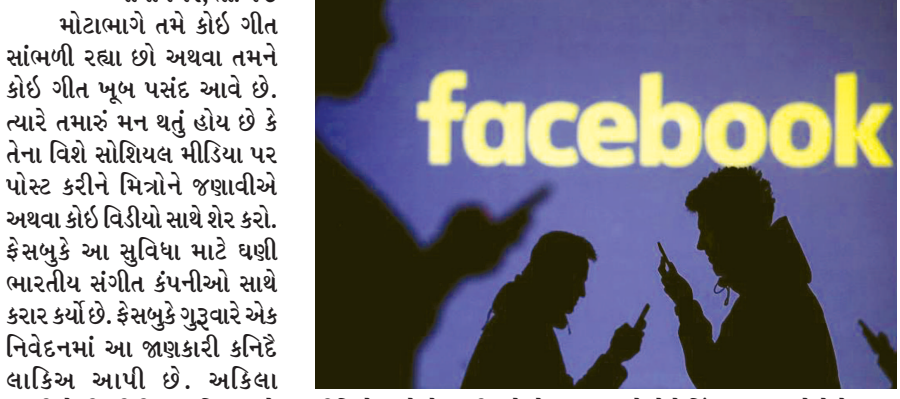 મોટાભાગે તમે કોઇ ગીત
સાંભળી રહ્યા છો અથવા તમને
કોઇ ગીત ખૂબ પસંદ આવે છે.
ત્યારે તમારું મન થતું હોય છે કે
તેના વિશે સોશિયલ મીડિયા પર
પોસ્ટ કરીને મિત્રોને જણાવીએ
અથવા કોઇ વિડીયો સાથે શેર કરો.
ફેસબુકે આ સુવિધા માટે ઘણી
ભારતીય સંગીત કંપનીઓ સાથે
કરાર કર્યો છે. ફેસબુકે ગુરૂવારે એક
નિવેદનમાં આ જાણકારી કનિદૈ
લાકિઅ આપી છે. અકિલા
facebook